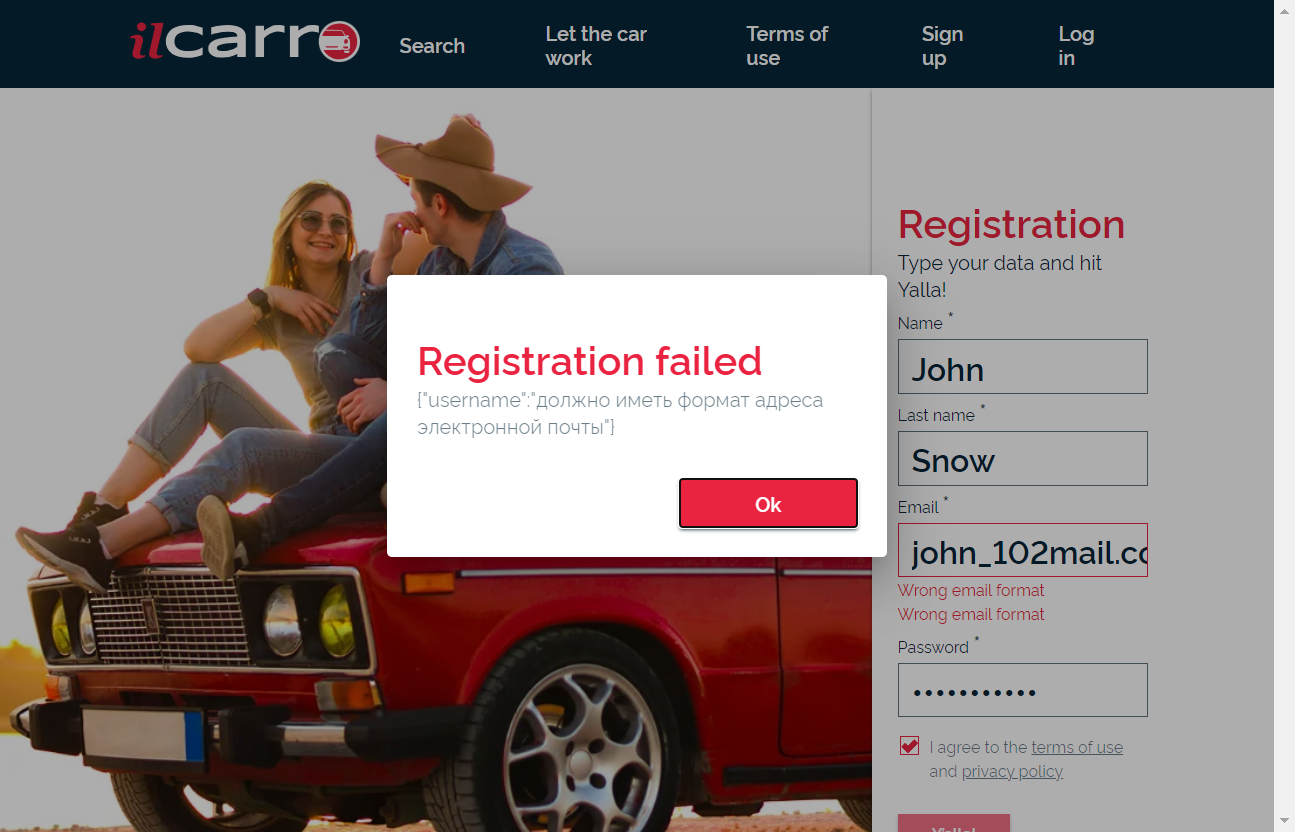 ilcarro
Search
Let the car
work
Terms of
use
Sign
up
Log
in
Registration
Type your data and hit
Yalla!
Name *
John
Last name *
Snow
Email *
john_102mail.co
Wrong email format
Wrong email format
Password *
•••••••••••
I agree to the terms of use
and privacy policy
Y'alla!
Registration failed
{"username":"должно иметь формат адреса
электронной почты"}
Ok